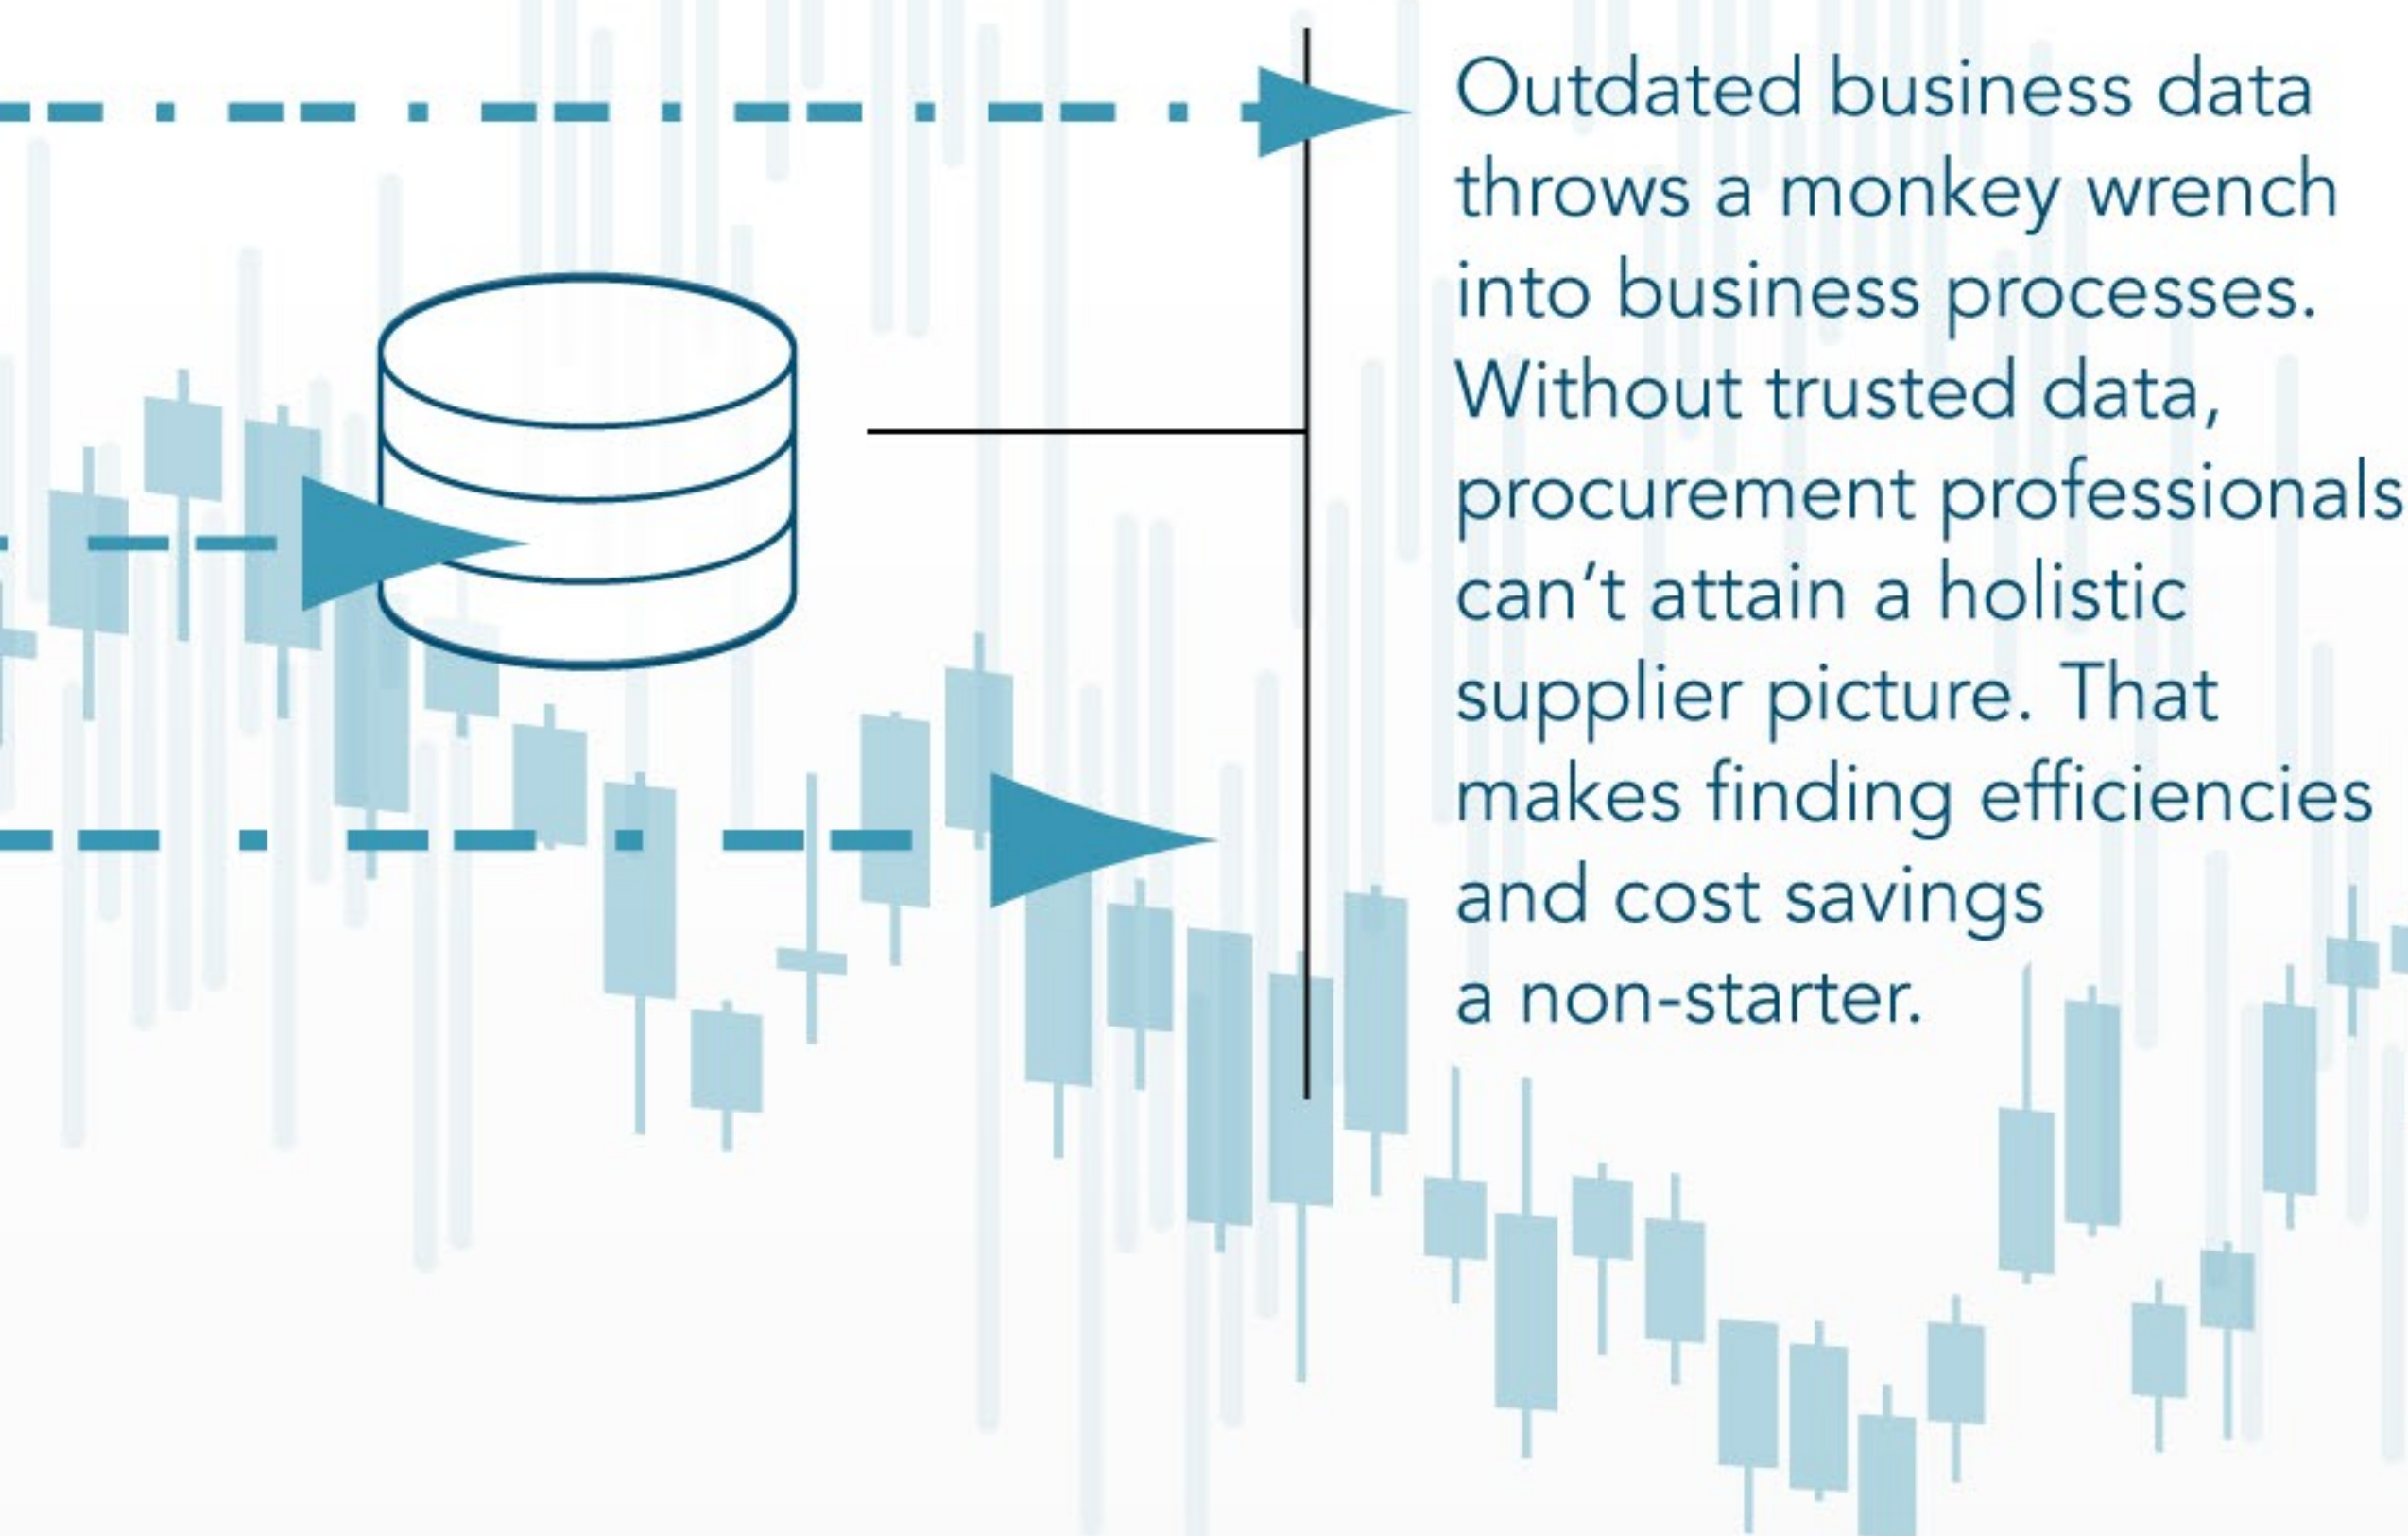 Outdated business data
throws a monkey wrench
into business processes.
Without trusted data,
procurement professionals
can’t attain a holistic
supplier picture. That
makes finding efficiencies
and cost savings
a non-starter.